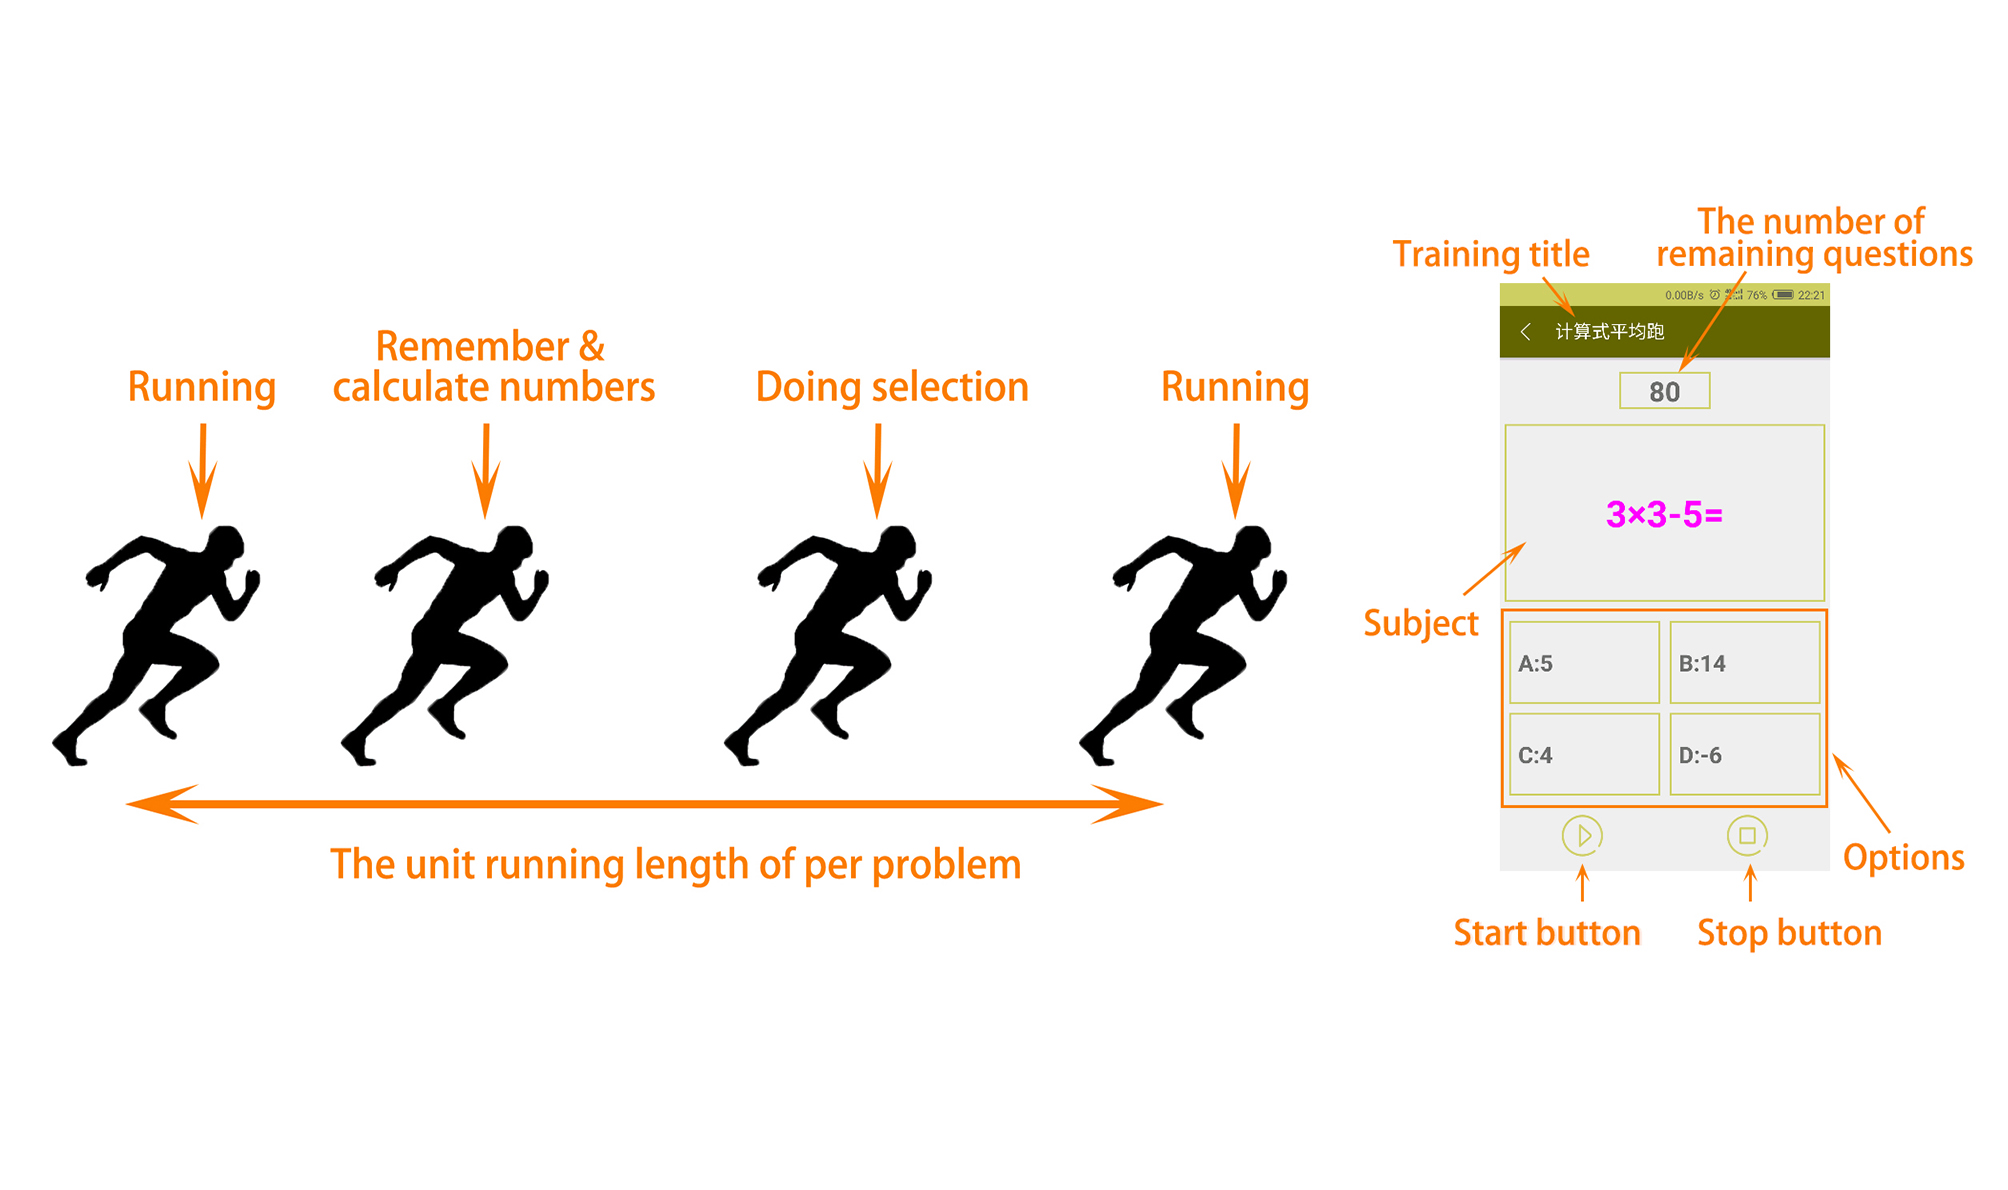 Running
Remember &
calculate numbers
Doing selection
Running
The unit running length of per problem
Training title
The number of
remaining questions
0.00B/s 76% 22:21
计算式平均跑
80
3×3-5=
Subject
A:5
B:14
C:4
D:-6
Options
Start button
Stop button